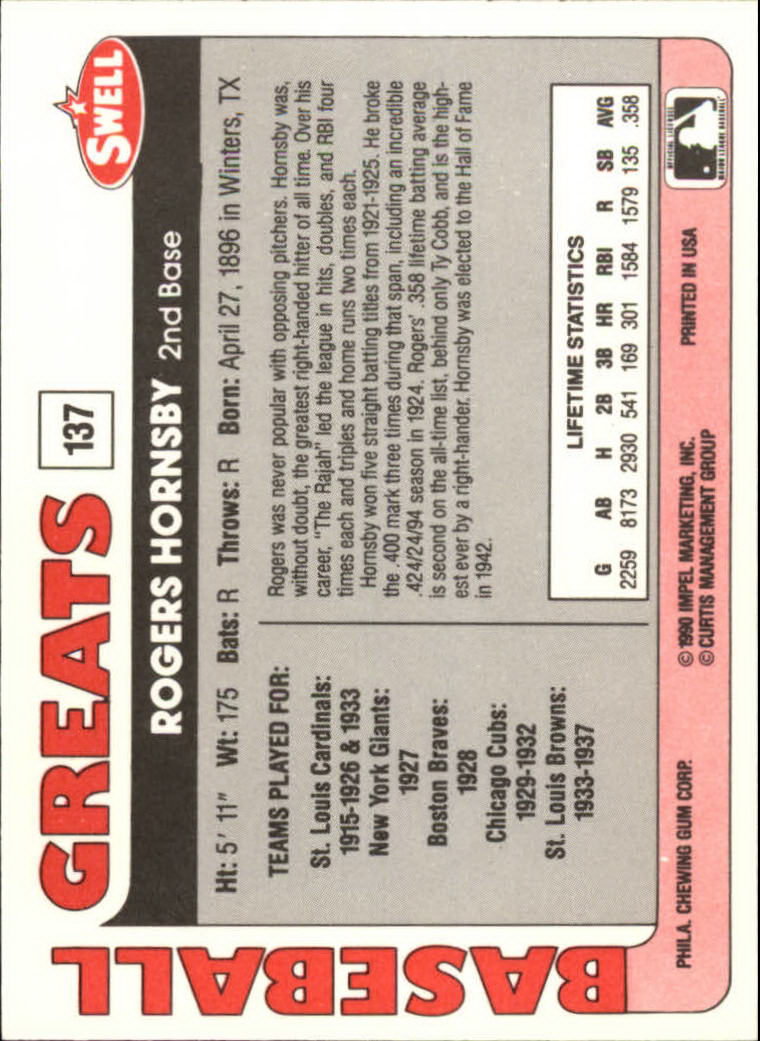 BASEBALL
GREATS
137
SWELL
ROGERS HORNSBY 2nd Base
Ht: 5' 11" Wt: 175 Bats: R Throws: R Born: April 27, 1896 in Winters, TX
TEAMS PLAYED FOR:
St. Louis Cardinals:
1915-1926 & 1933
New York Giants:
1927
Boston Braves:
1928
Chicago Cubs:
1929-1932
St. Louis Browns:
1933-1937
Rogers was never popular with opposing pitchers. Hornsby was,
without doubt, the greatest right-handed hitter of all time. Over his
career, "The Rajah" led the league in hits, doubles, and RBI four
times each and triples and home runs two times each.
Hornsby won five straight batting titles from 1921-1925. He broke
the .400 mark three times during that span, including an incredible
.424/24/94 season in 1924. Rogers' .358 lifetime batting average
is second on the all-time list, behind only Ty Cobb, and is the high-
est ever by a right-hander. Hornsby was elected to the Hall of Fame
in 1942.
LIFETIME STATISTICS
G AB H 2B 3B HR RBI R SB AVG
2259 8173 2930 541 169 301 1584 1579 135 .358
PHILA. CHEWING GUM CORP.
© 1990 IMPEL MARKETING, INC.
© CURTIS MANAGEMENT GROUP
PRINTED IN USA
OFFICIAL LICENSEE
MAJOR LEAGUE BASEBALL